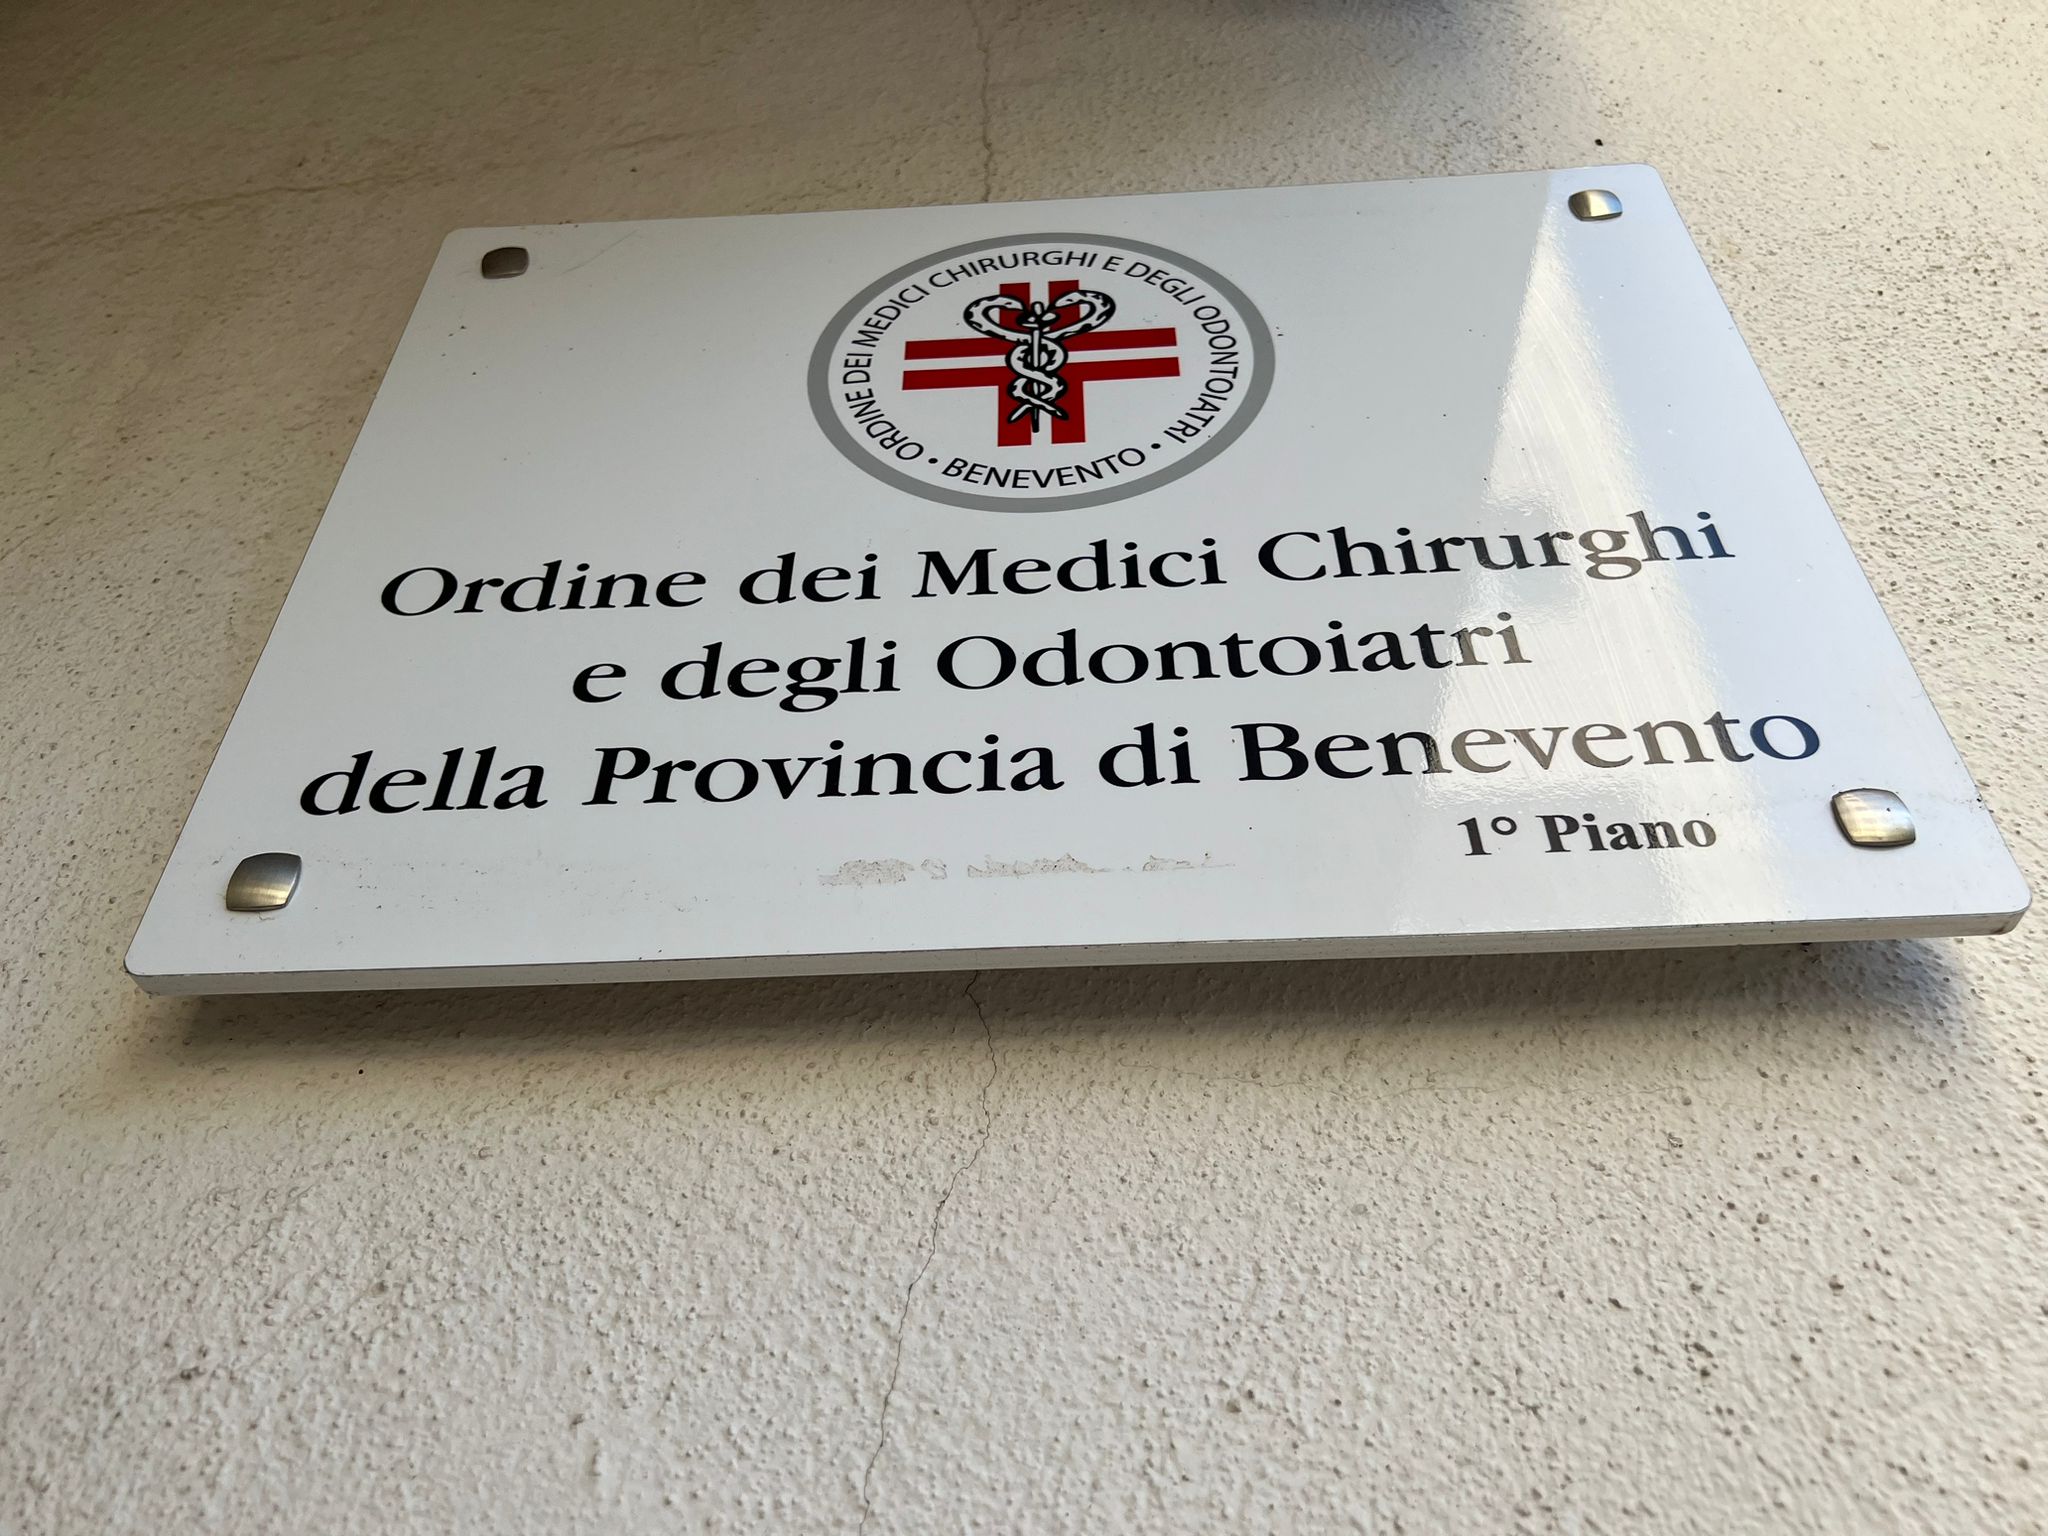 ORDINE DEI MEDICI CHIRURGHI E DEGLI ODONTOIATRI
• BENEVENTO •
Ordine dei Medici Chirurghi
e degli Odontoiatri
della Provincia di Benevento
1° Piano